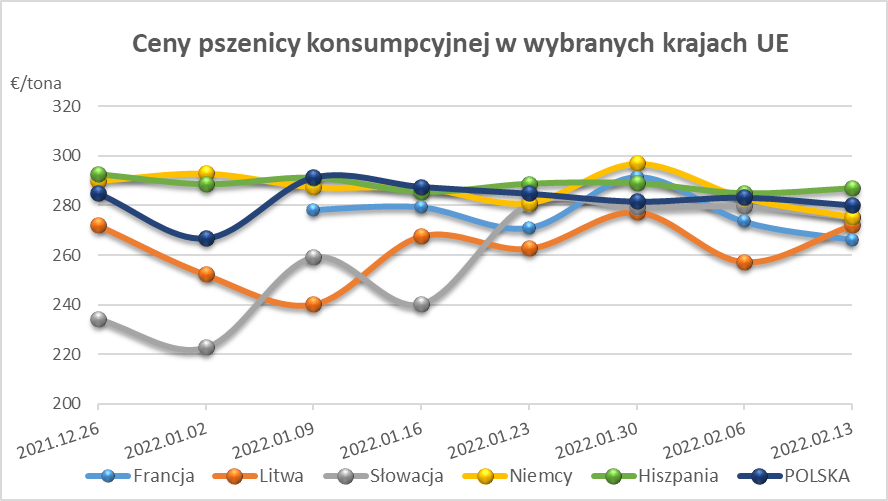 Ceny pszenicy konsumpcyjnej w wybranych krajach UE
€/tona
320
300
280
260
240
220
200
2021.12.26 2022.01.02 2022.01.09 2022.01.16 2022.01.23 2022.01.30 2022.02.06 2022.02.13
Francja Litwa Słowacja Niemcy Hiszpania POLSKA